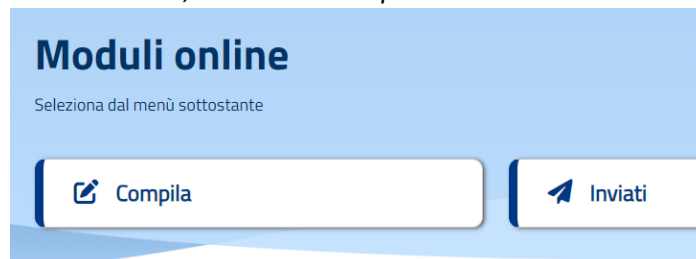 Moduli online
Seleziona dal menù sottostante
Compila
Inviati